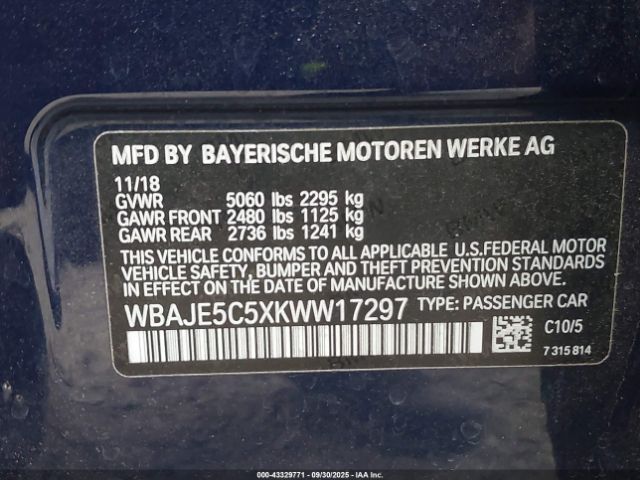 MFD BY BAYERISCHE MOTOREN WERKE AG
11/18
GVWR 5060 lbs 2295 kg
GAWR FRONT 2480 lbs 1125 kg
GAWR REAR 2736 lbs 1241 kg
THIS VEHICLE CONFORMS TO ALL APPLICABLE U.S.FEDERAL MOTOR
VEHICLE SAFETY, BUMPER AND THEFT PREVENTION STANDARDS
IN EFFECT ON THE DATE OF MANUFACTURE SHOWN ABOVE.
WBAJE5C5XKWW17297 TYPE: PASSENGER CAR
C10/5
7 315 814
000-43329771 - 09/30/2025 - IAA Inc.